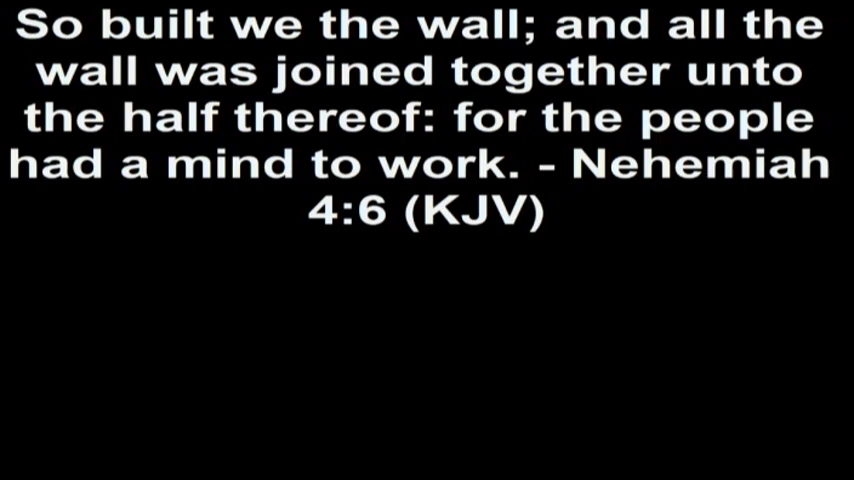 So built we the wall; and all the
wall was joined together unto
the half thereof: for the people
had a mind to work. - Nehemiah
4:6 (KJV)